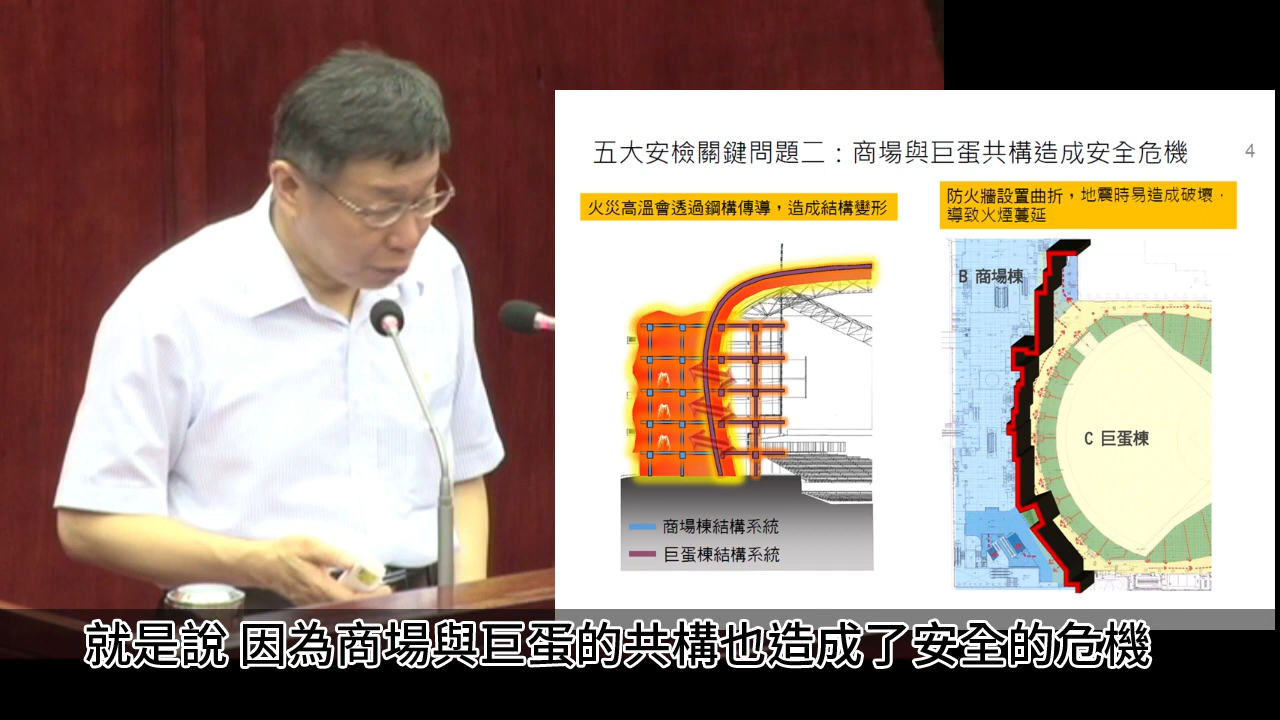 五大安檢關鍵問題二：商場與巨蛋共構造成安全危機
4
火災高溫會透過鋼構傳導，造成結構變形
防火牆設置曲折，地震時易造成破壞，
導致火煙蔓延
B 商場棟
C 巨蛋棟
商場棟結構系統
巨蛋棟結構系統
就是說 因為商場與巨蛋的共構也造成了安全的危機